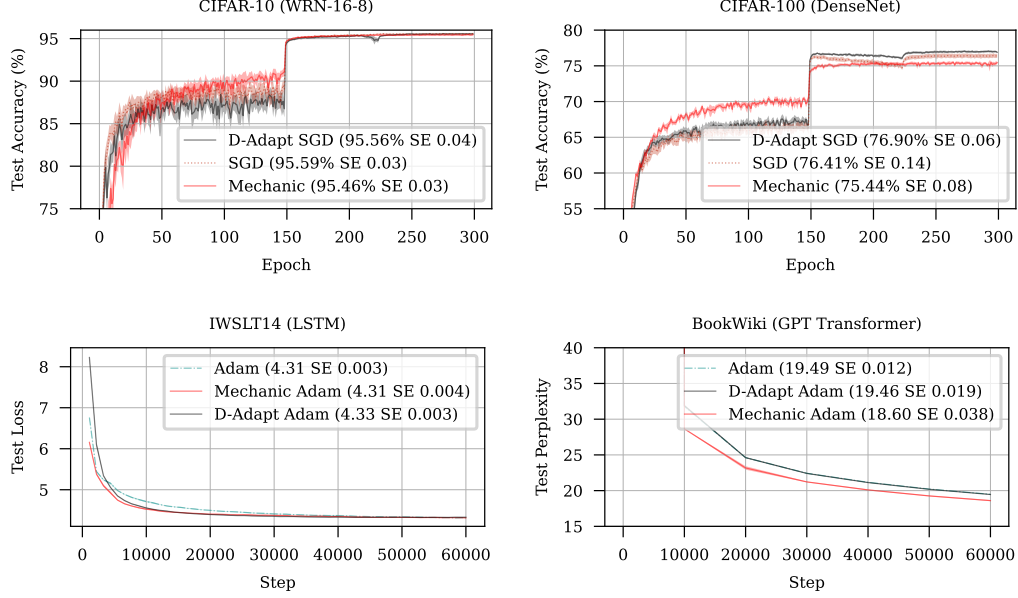 CIFAR-10 (WRN-16-8)
95
90
85
80
75
Test Accuracy (%)
D-Adapt SGD (95.56% SE 0.04)
SGD (95.59% SE 0.03)
Mechanic (95.46% SE 0.03)
0 50 100 150 200 250 300
Epoch
CIFAR-100 (DenseNet)
80
75
70
65
60
55
Test Accuracy (%)
D-Adapt SGD (76.90% SE 0.06)
SGD (76.41% SE 0.14)
Mechanic (75.44% SE 0.08)
0 50 100 150 200 250 300
Epoch
IWSLT14 (LSTM)
8
7
6
5
Test Loss
Adam (4.31 SE 0.003)
Mechanic Adam (4.31 SE 0.004)
D-Adapt Adam (4.33 SE 0.003)
0 10000 20000 30000 40000 50000 60000
Step
BookWiki (GPT Transformer)
40
35
30
25
20
15
Test Perplexity
Adam (19.49 SE 0.012)
D-Adapt Adam (19.46 SE 0.019)
Mechanic Adam (18.60 SE 0.038)
0 10000 20000 30000 40000 50000 60000
Step